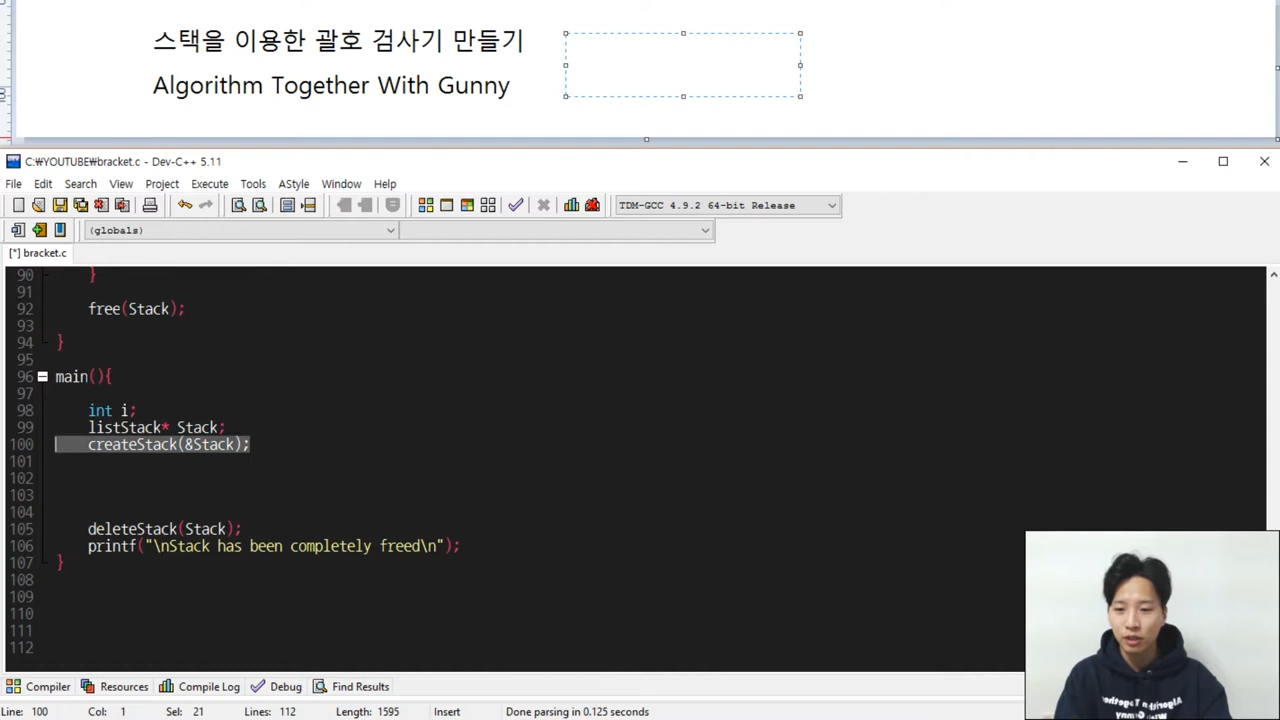 스택을 이용한 괄호 검사기 만들기
Algorithm Together With Gunny
C:₩YOUTUBE₩bracket.c - Dev-C++ 5.11
File Edit Search View Project Execute Tools AStyle Window Help
TDM-GCC 4.9.2 64-bit Release
(globals)
[*] bracket.c
90 }
91
92 free(Stack);
93
94 }
95
96 main(){
97
98 int i;
99 listStack* Stack;
100 createStack(&Stack);
101
102
103
104
105 deleteStack(Stack);
106 printf("\nStack has been completely freed\n");
107 }
108
109
110
111
112
Algorithm Together
With Gunny
Compiler Resources Compile Log Debug Find Results
Line: 100 Col: 1 Sel: 21 Lines: 112 Length: 1595 Insert Done parsing in 0.125 seconds